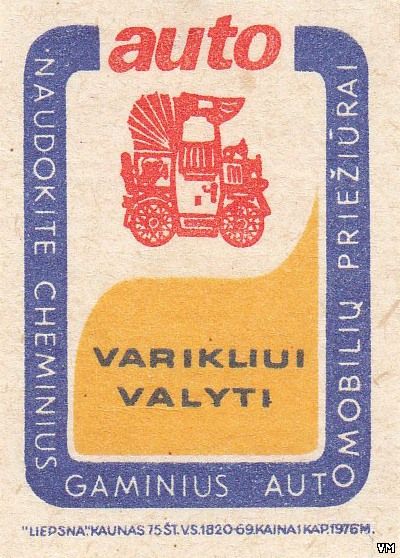 auto
NAUDOKITE CHEMINIUS GAMINIUS AUTOMOBILIŲ PRIEŽIŪRAI
VARIKLIUI
VALYTI
"LIEPSNA", KAUNAS 75 ŠT. V.S. 1820-69. KAINA 1 KAP. 1976 M.
VM